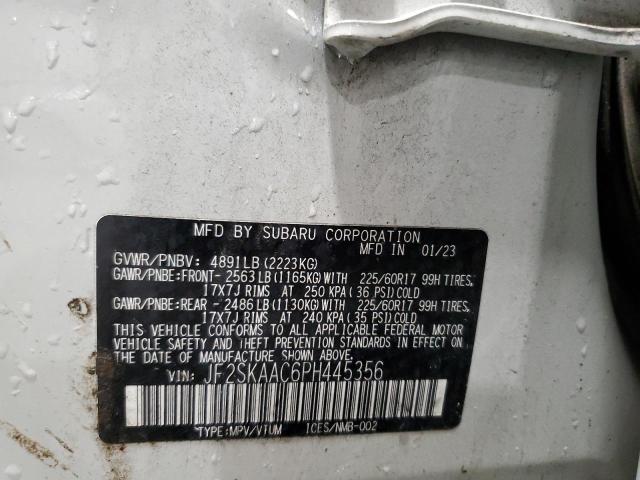 MFD BY SUBARU CORPORATION
MFD IN 01/23
GVWR/PNBV: 4891LB(2223KG)
GAWR/PNBE:FRONT-2563LB(1165KG)WITH 225/60R17 99H TIRES,
17X7J RIMS AT 250 KPA(36 PSI)COLD
GAWR/PNBE:REAR -2486LB(1130KG)WITH 225/60R17 99H TIRES,
17X7J RIMS AT 240 KPA(35 PSI)COLD
THIS VEHICLE CONFORMS TO ALL APPLICABLE FEDERAL MOTOR
VEHICLE SAFETY AND THEFT PREVENTION STANDARDS IN EFFECT ON
THE DATE OF MANUFACTURE SHOWN ABOVE.
VIN: JF2SKAAC6PH445356
TYPE:MPV/VTUM ICES/NMB-002